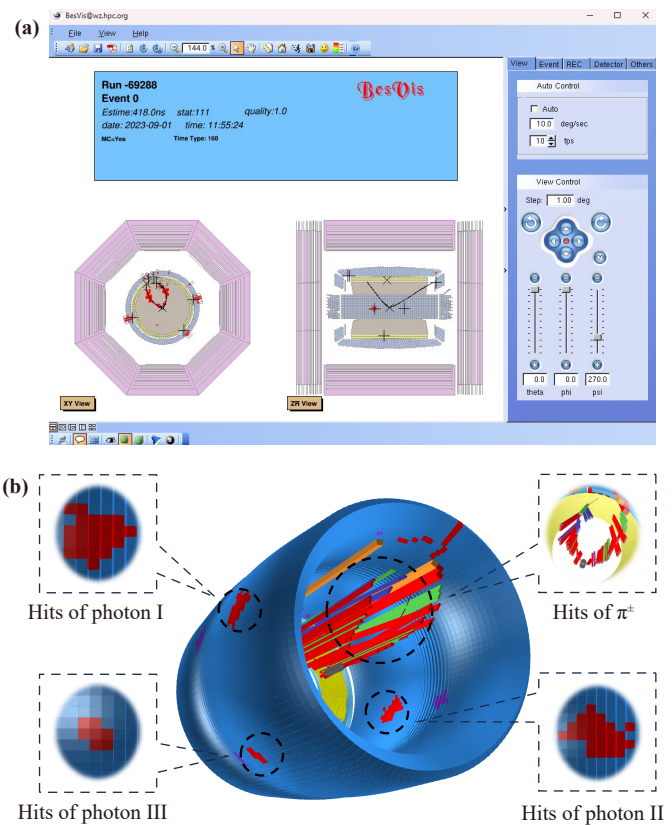 (a)
BesVis@wz.hpc.org
File View Help
144.0 %
View Event REC Detector Others
Run -69288
Event 0
Estime:418.0ns stat:111 quality:1.0
date: 2023-09-01 time: 11:55:24
MC=Yes Time Type: 160
BesVis
Auto Control
Auto
10.0 deg/sec
10 fps
View Control
Step: 1.00 deg
0.0 0.0 270.0
theta phi psi
XY View
ZR View
(b)
Hits of photon I
Hits of π±
Hits of photon III
Hits of photon II